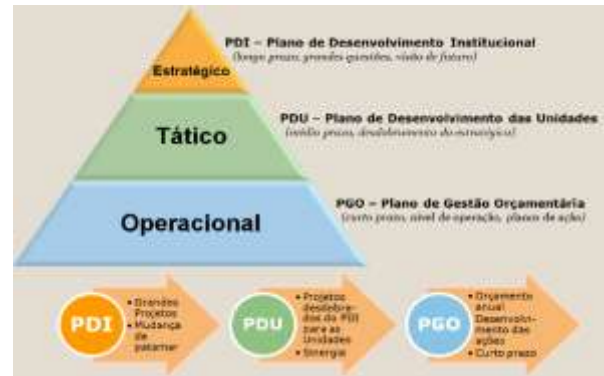 PDI – Plano de Desenvolvimento Institucional
(longo prazo, grandes questões, visão de futuro)
Estratégico
PDU – Plano de Desenvolvimento das Unidades
(médio prazo, desdobramento do estratégico)
Tático
PGO – Plano de Gestão Orçamentária
(curto prazo, nível de operação, planos de ação)
Operacional
PDI
• Grandes
Projetos
• Mudança
de
patamar
PDU
• Projetos
desdobra-
dos do PDI
para as
Unidades
• Sinergia
PGO
• Orçamento
anual
Desenvolvi-
mento das
ações
• Curto prazo